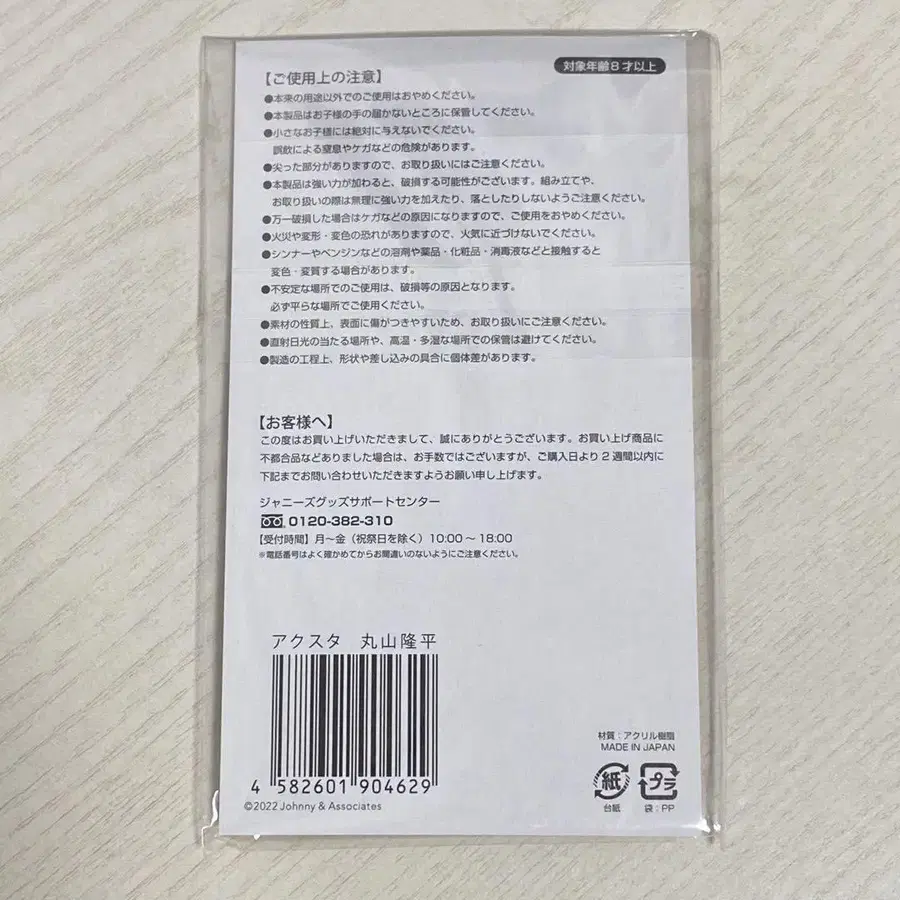 対象年齢8才以上
【ご使用上の注意】
●本来の用途以外でのご使用はおやめください。
●本製品はお子様の手の届かないところに保管してください。
●小さなお子様には絶対に与えないでください。
誤飲による窒息やケガなどの危険があります。
●尖った部分がありますので、お取り扱いにはご注意ください。
●本製品は強い力が加わると、破損する可能性がございます。組み立てや、
お取り扱いの際は無理に強い力を加えたり、落としたりしないようご注意ください。
●万一破損した場合はケガなどの原因になりますので、ご使用をおやめください。
●火災や変形・変色の恐れがありますので、火気に近づけないでください。
●シンナーやベンジンなどの溶剤や薬品・化粧品・消毒液などと接触すると
変色・変質する場合があります。
●不安定な場所でのご使用は、破損等の原因となります。
必ず平らな場所でご使用ください。
●素材の性質上、表面に傷がつきやすいため、お取り扱いにご注意ください。
●直射日光の当たる場所や、高温・多湿な場所での保管は避けてください。
●製造の工程上、形状や差し込みの具合に個体差があります。
【お客様へ】
この度はお買い上げいただきまして、誠にありがとうございます。お買い上げ商品に
不都合品などありました場合は、お手数ではございますが、ご購入日より2週間以内に
下記までお問い合わせいただきますようお願い申し上げます。
ジャニーズグッズサポートセンター
0120-382-310
【受付時間】月〜金（祝祭日を除く）10:00〜18:00
※電話番号はよく確かめてからお間違いのないようにご注意ください。
アクスタ 丸山隆平
4 582601 904629
©2022 Johnny & Associates
材質：アクリル樹脂
MADE IN JAPAN
紙 プラ
台紙 袋：PP